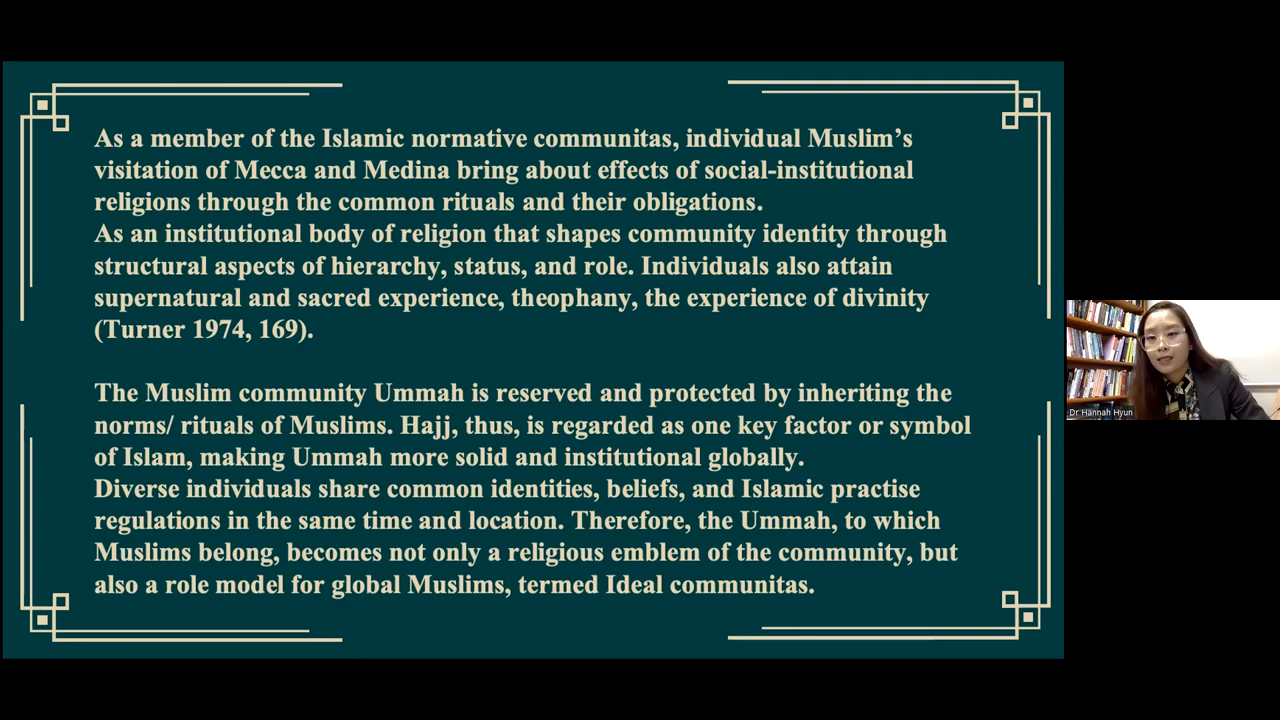 As a member of the Islamic normative communitas, individual Muslim’s
visitation of Mecca and Medina bring about effects of social-institutional
religions through the common rituals and their obligations.
As an institutional body of religion that shapes community identity through
structural aspects of hierarchy, status, and role. Individuals also attain
supernatural and sacred experience, theophany, the experience of divinity
(Turner 1974, 169).
The Muslim community Ummah is reserved and protected by inheriting the
norms/ rituals of Muslims. Hajj, thus, is regarded as one key factor or symbol
of Islam, making Ummah more solid and institutional globally.
Diverse individuals share common identities, beliefs, and Islamic practise
regulations in the same time and location. Therefore, the Ummah, to which
Muslims belong, becomes not only a religious emblem of the community, but
also a role model for global Muslims, termed Ideal communitas.
Dr Hannah Hyun